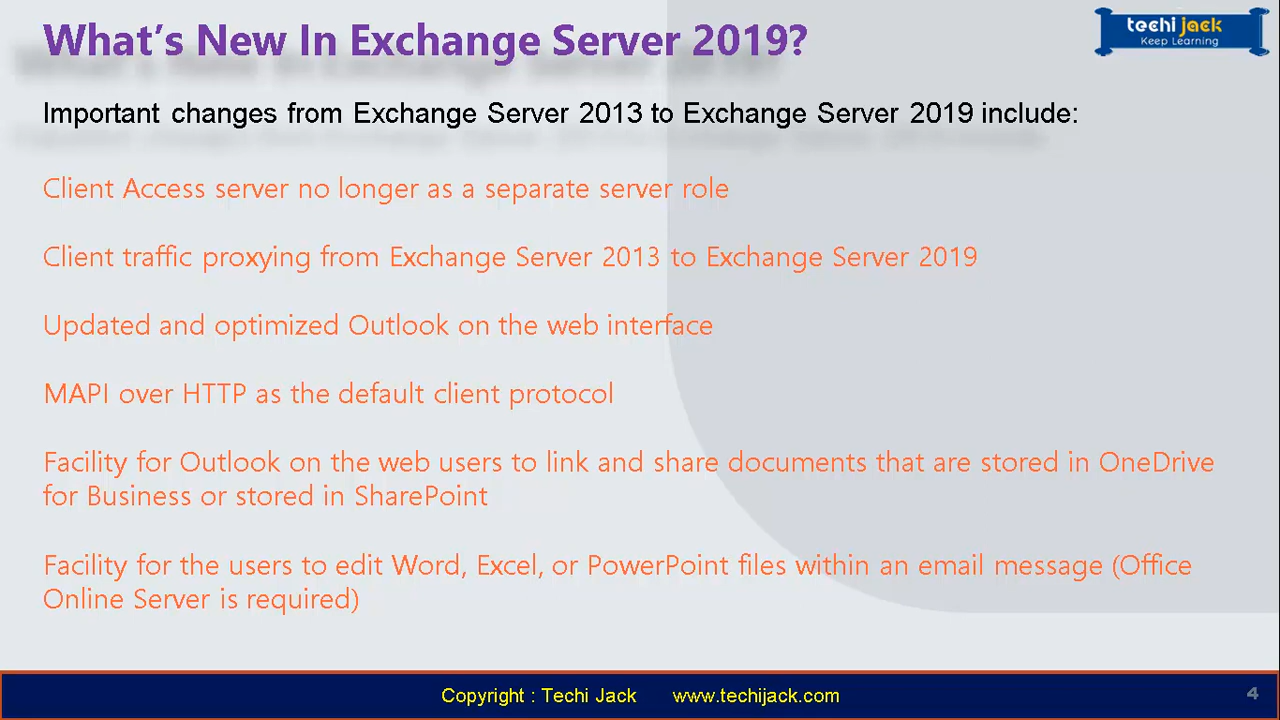 What's New In Exchange Server 2019?
techi jack
Keep Learning
Important changes from Exchange Server 2013 to Exchange Server 2019 include:
Client Access server no longer as a separate server role
Client traffic proxying from Exchange Server 2013 to Exchange Server 2019
Updated and optimized Outlook on the web interface
MAPI over HTTP as the default client protocol
Facility for Outlook on the web users to link and share documents that are stored in OneDrive
for Business or stored in SharePoint
Facility for the users to edit Word, Excel, or PowerPoint files within an email message (Office
Online Server is required)
Copyright : Techi Jack www.techijack.com
4